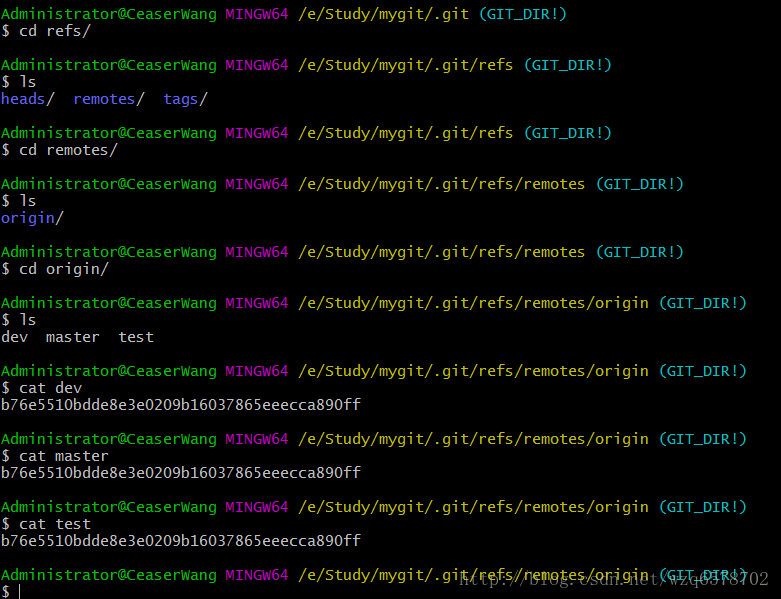 Administrator@CeaserWang MINGW64 /e/Study/mygit/.git (GIT_DIR!)
$ cd refs/
Administrator@CeaserWang MINGW64 /e/Study/mygit/.git/refs (GIT_DIR!)
$ ls
heads/  remotes/  tags/
Administrator@CeaserWang MINGW64 /e/Study/mygit/.git/refs (GIT_DIR!)
$ cd remotes/
Administrator@CeaserWang MINGW64 /e/Study/mygit/.git/refs/remotes (GIT_DIR!)
$ ls
origin/
Administrator@CeaserWang MINGW64 /e/Study/mygit/.git/refs/remotes (GIT_DIR!)
$ cd origin/
Administrator@CeaserWang MINGW64 /e/Study/mygit/.git/refs/remotes/origin (GIT_DIR!)
$ ls
dev  master  test
Administrator@CeaserWang MINGW64 /e/Study/mygit/.git/refs/remotes/origin (GIT_DIR!)
$ cat dev
b76e5510bdde8e3e0209b16037865eeecca890ff
Administrator@CeaserWang MINGW64 /e/Study/mygit/.git/refs/remotes/origin (GIT_DIR!)
$ cat master
b76e5510bdde8e3e0209b16037865eeecca890ff
Administrator@CeaserWang MINGW64 /e/Study/mygit/.git/refs/remotes/origin (GIT_DIR!)
$ cat test
b76e5510bdde8e3e0209b16037865eeecca890ff
Administrator@CeaserWang MINGW64 /e/Study/mygit/.git/refs/remotes/origin (GIT_DIR!)
http://blog.csdn.net/wzq6578702
$